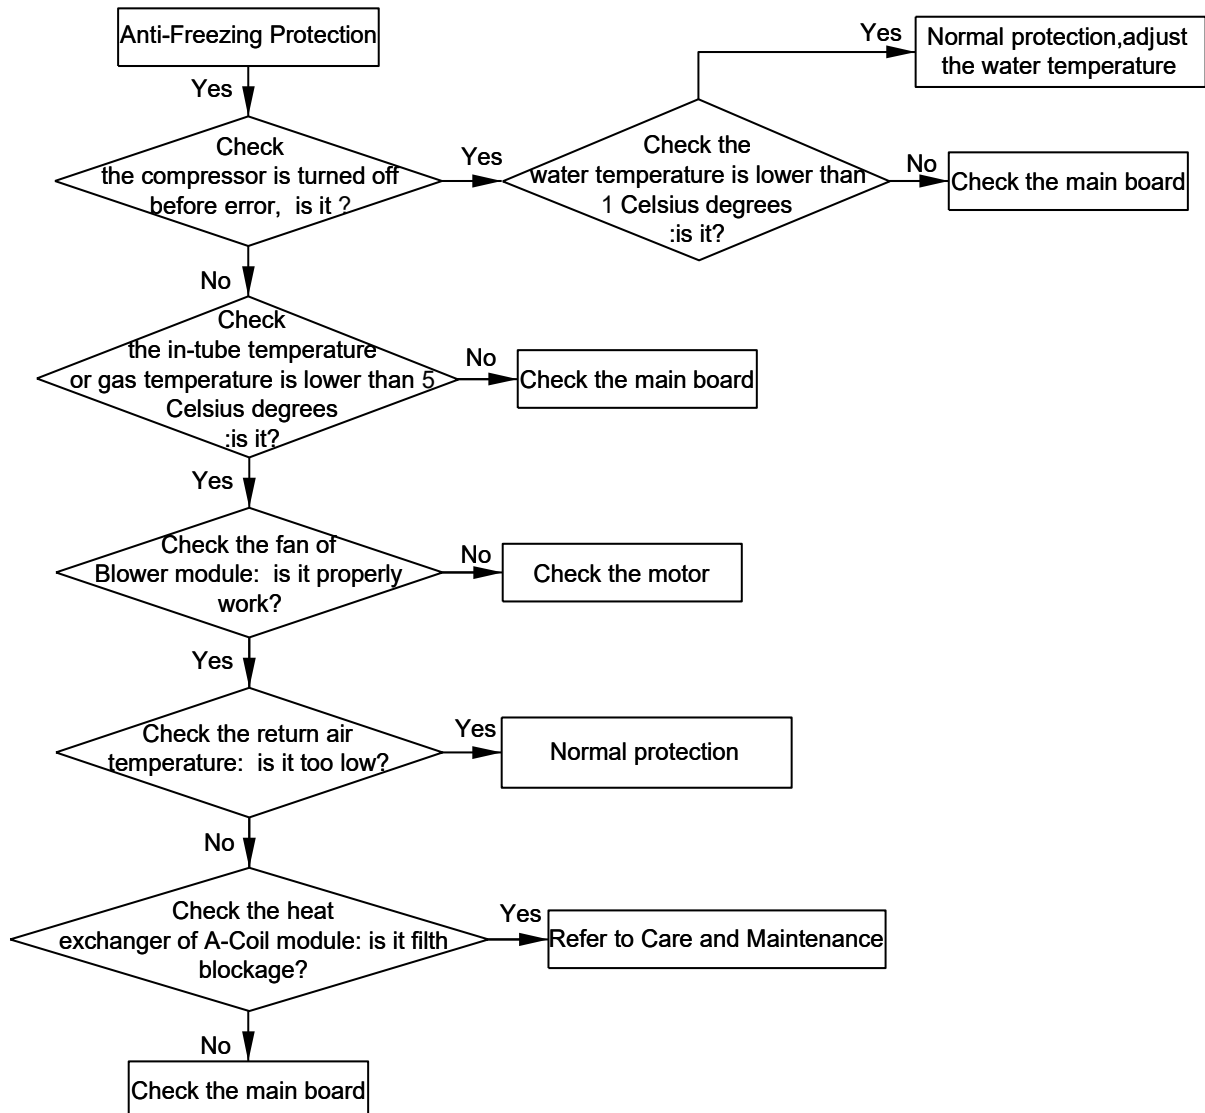 Anti-Freezing Protection
Yes
Check
the compressor is turned off
before error,  is it ?
Yes
Check the
water temperature is lower than
1 Celsius degrees
:is it?
Yes
Normal protection,adjust
the water temperature
No
Check the main board
No
Check
the in-tube temperature
or gas temperature is lower than 5
Celsius degrees
:is it?
No
Check the main board
Yes
Check the fan of
Blower module:  is it properly
work?
No
Check the motor
Yes
Check the return air
temperature:  is it too low?
Yes
Normal protection
No
Check the heat
exchanger of A-Coil module: is it filth
blockage?
Yes
Refer to Care and Maintenance
No
Check the main board